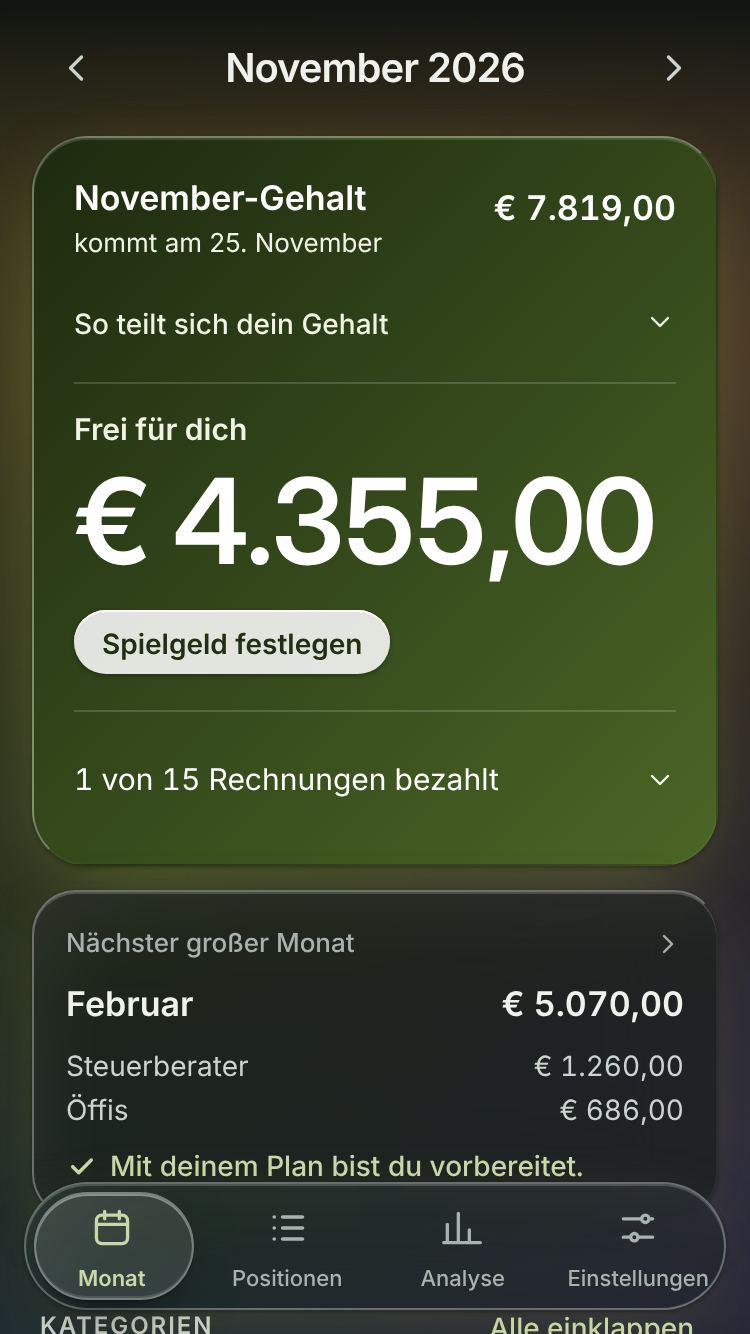 November 2026
November-Gehalt
€ 7.819,00
kommt am 25. November
So teilt sich dein Gehalt
Frei für dich
€ 4.355,00
Spielgeld festlegen
1 von 15 Rechnungen bezahlt
Nächster großer Monat
Februar € 5.070,00
Steuerberater € 1.260,00
Öffis € 686,00
Mit deinem Plan bist du vorbereitet.
Monat Positionen Analyse Einstellungen
KATEGORIEN Alle einklappen